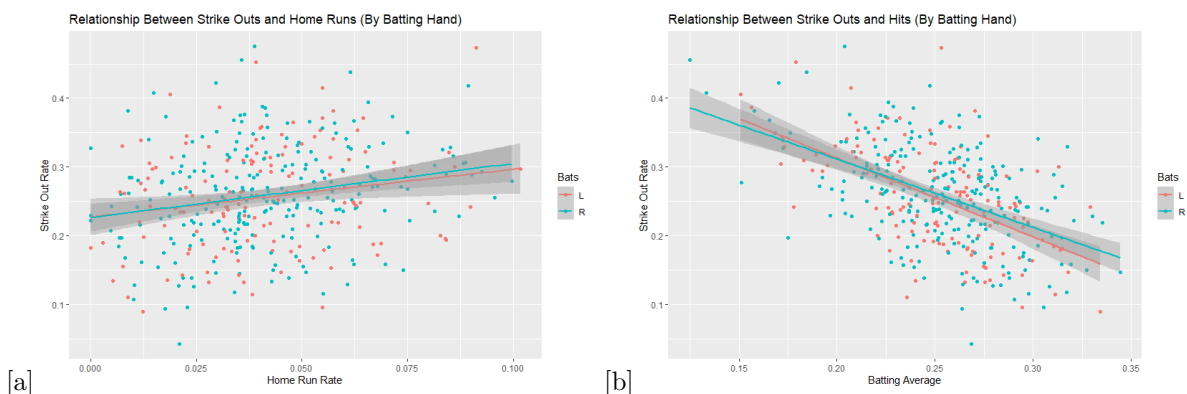 Relationship Between Strike Outs and Home Runs (By Batting Hand)
Strike Out Rate
0.4
0.3
0.2
0.1
0.000
0.025
0.050
0.075
0.100
Home Run Rate
Bats
L
R
[a]
Relationship Between Strike Outs and Hits (By Batting Hand)
Strike Out Rate
0.4
0.3
0.2
0.1
0.15
0.20
0.25
0.30
0.35
Batting Average
Bats
L
R
[b]